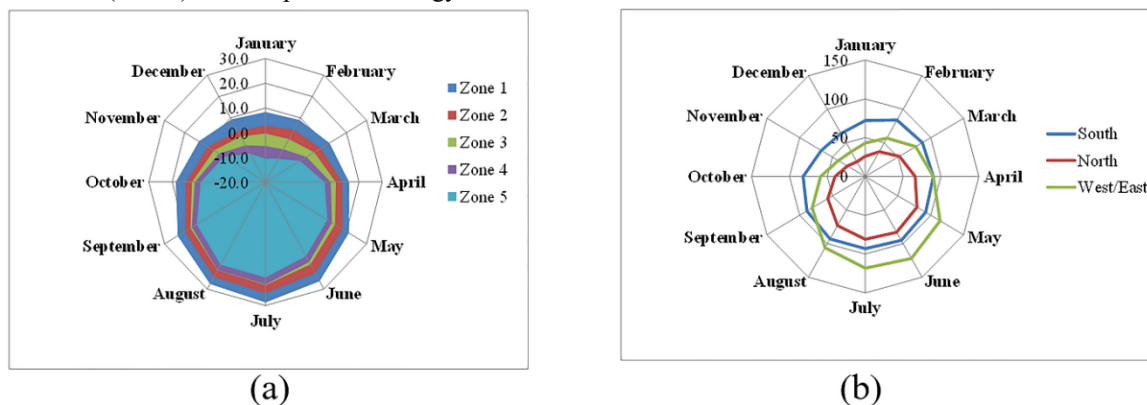 January
30.0
December
February
20.0
10.0
November
March
0.0
-10.0
October
-20.0
April
September
May
August
June
July
Zone 1
Zone 2
Zone 3
Zone 4
Zone 5
(a)
January
150
December
February
100
November
March
50
October
0
April
September
May
August
June
July
South
North
West/East
(b)